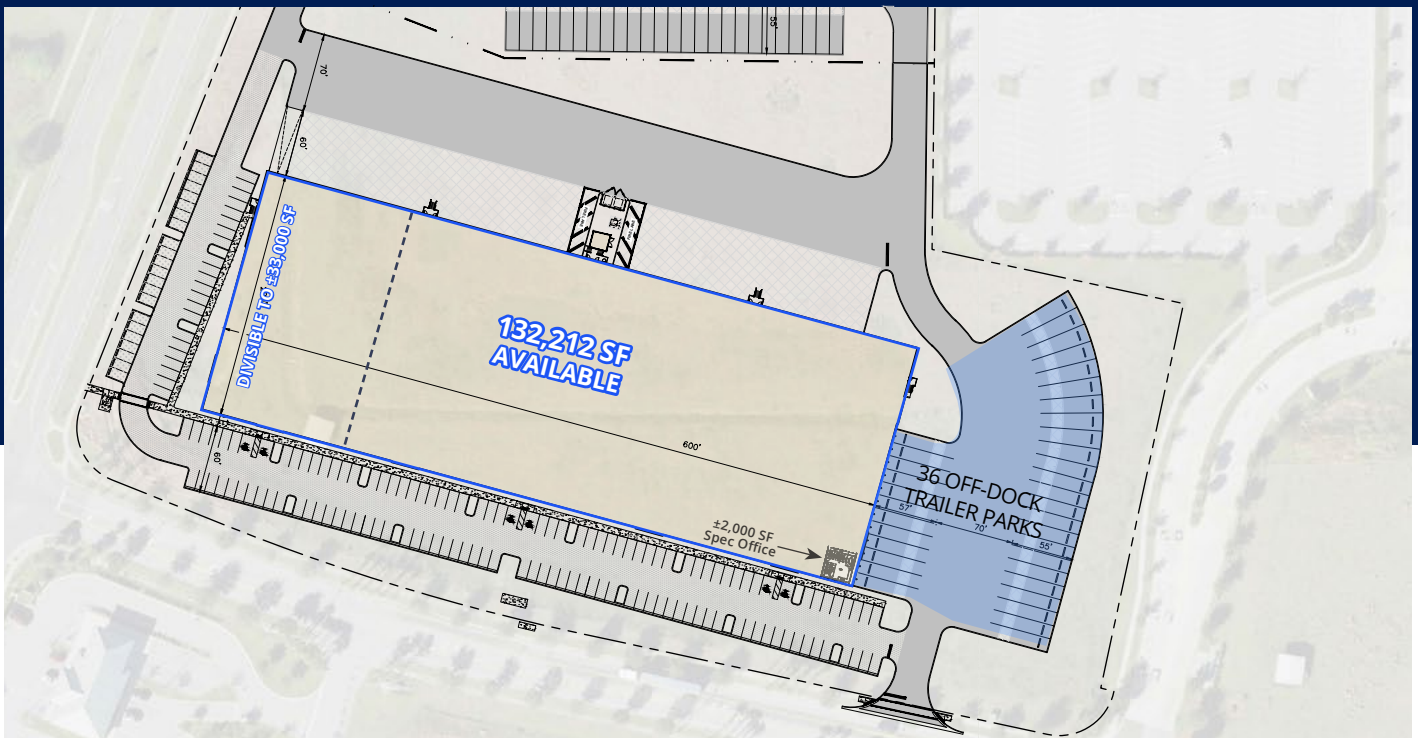 55'
70'
60'
DIVISIBLE TO ±33,000 SF
132,212 SF
AVAILABLE
600'
60'
±2,000 SF
Spec Office
36 OFF-DOCK
TRAILER PARKS
57'
70'
55'